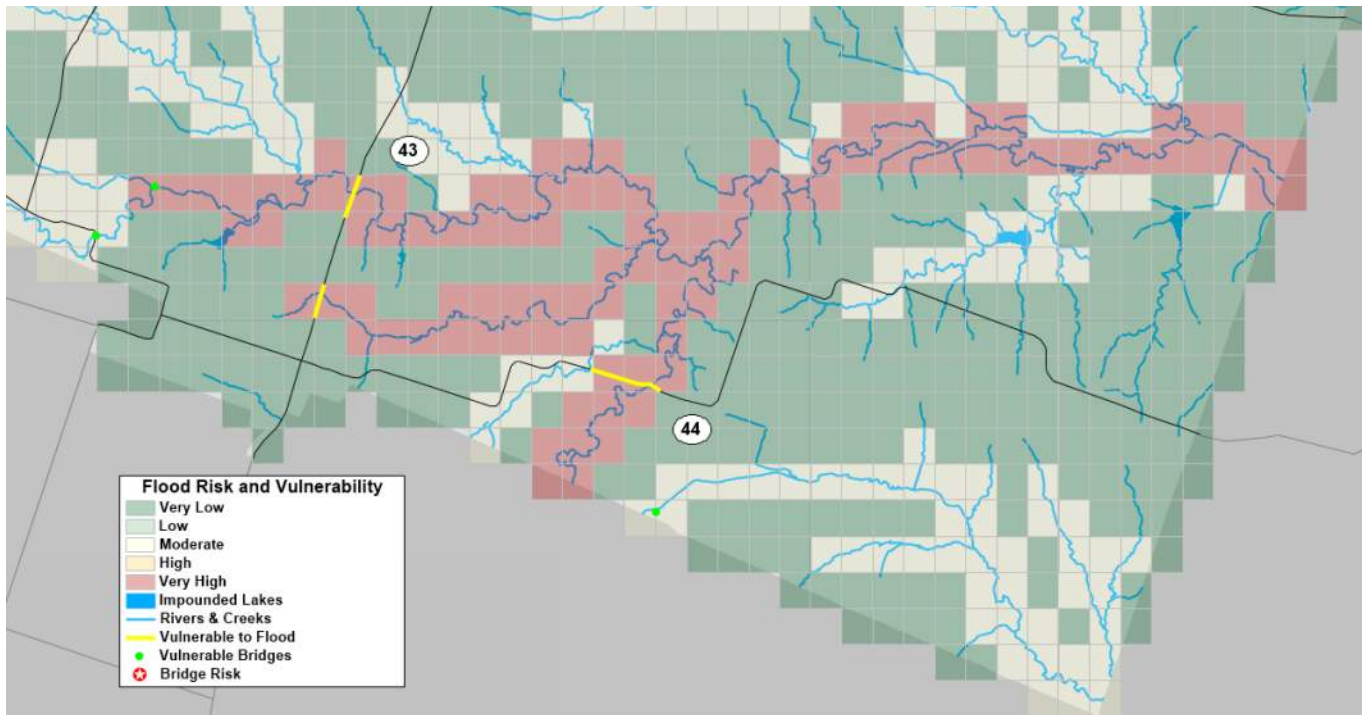 43
44
Flood Risk and Vulnerability
Very Low
Low
Moderate
High
Very High
Impounded Lakes
Rivers & Creeks
Vulnerable to Flood
Vulnerable Bridges
Bridge Risk